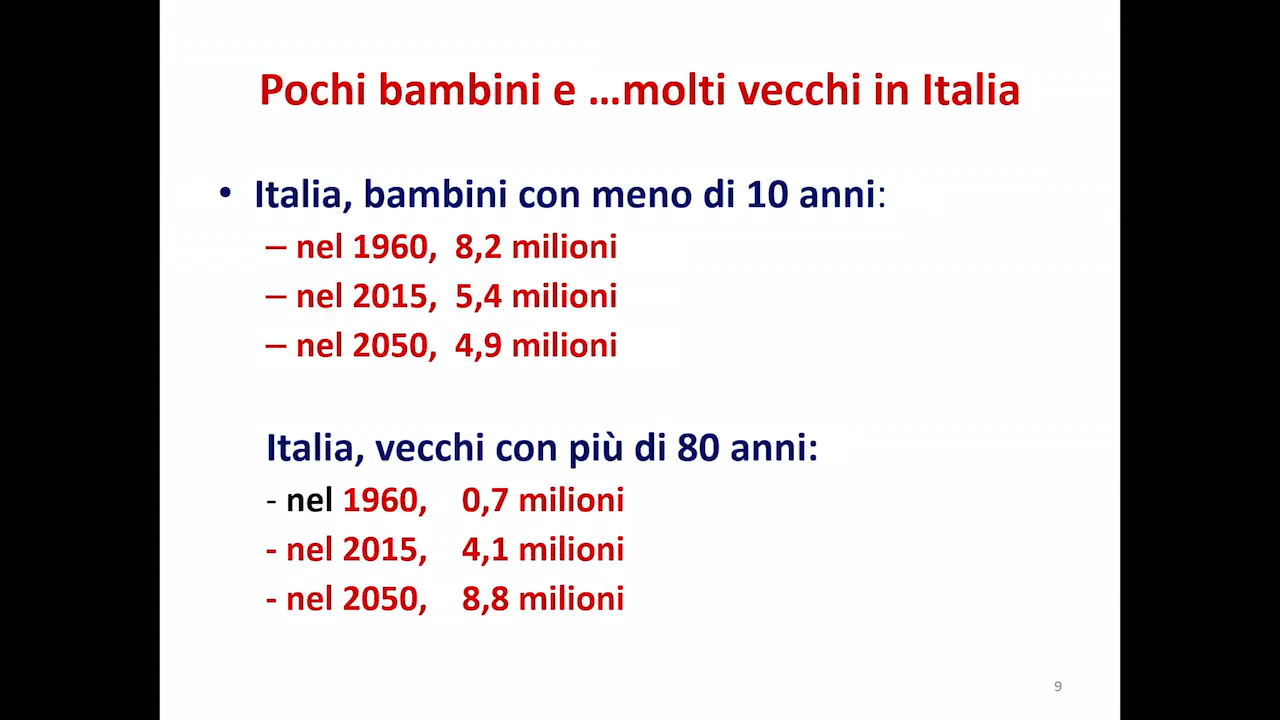 Pochi bambini e …molti vecchi in Italia
• Italia, bambini con meno di 10 anni:
– nel 1960, 8,2 milioni
– nel 2015, 5,4 milioni
– nel 2050, 4,9 milioni
Italia, vecchi con più di 80 anni:
- nel 1960, 0,7 milioni
- nel 2015, 4,1 milioni
- nel 2050, 8,8 milioni
9